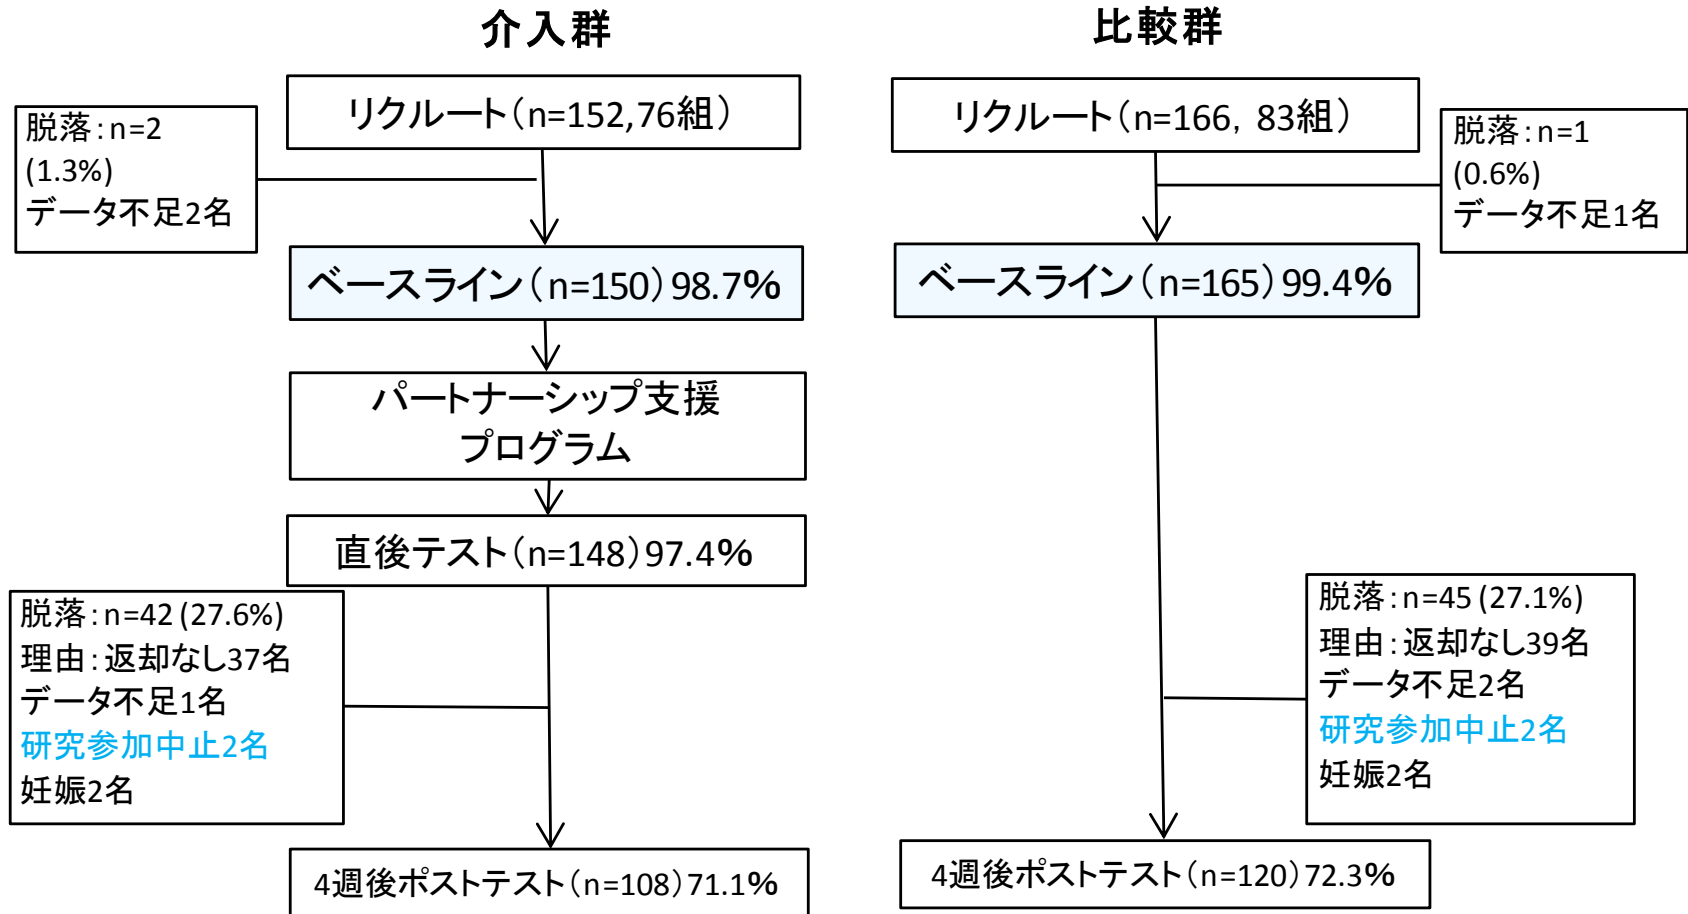 介入群
比較群
リクルート（n=152,76組）
脱落：n=2
(1.3%)
データ不足2名
ベースライン（n=150）98.7%
パートナーシップ支援
プログラム
直後テスト（n=148）97.4%
脱落：n=42 (27.6%)
理由：返却なし37名
データ不足1名
研究参加中止2名
妊娠2名
4週後ポストテスト（n=108）71.1%
リクルート（n=166，83組）
脱落：n=1
(0.6%)
データ不足1名
ベースライン（n=165）99.4%
脱落：n=45 (27.1%)
理由：返却なし39名
データ不足2名
研究参加中止2名
妊娠2名
4週後ポストテスト（n=120）72.3%